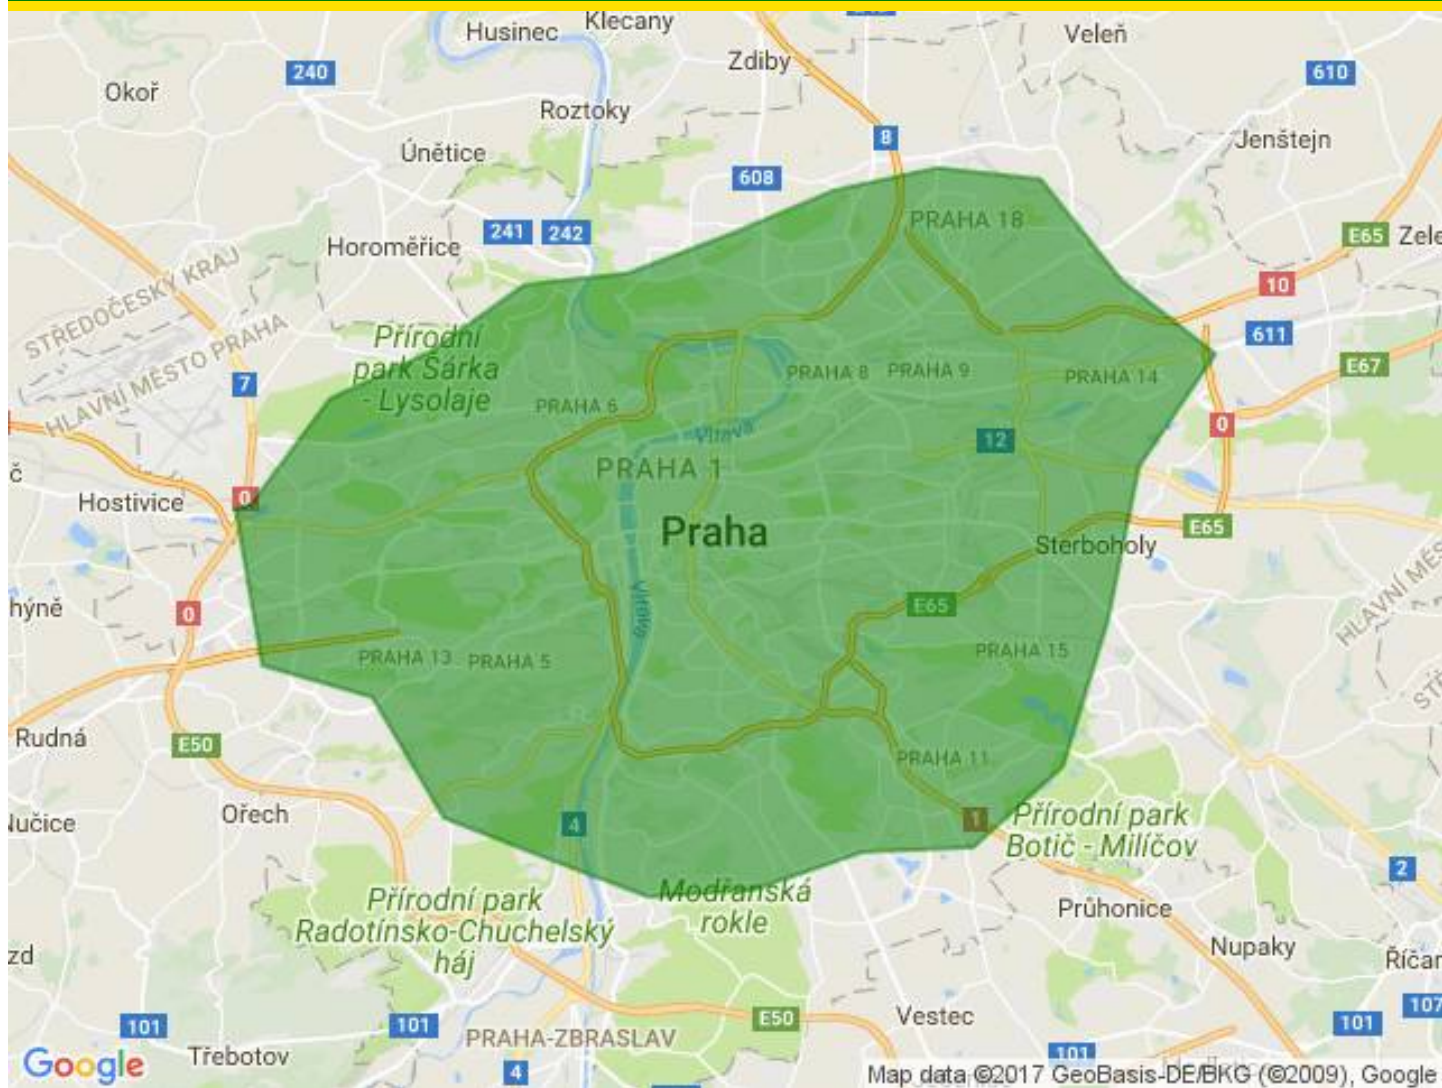 Husinec
Klecany
Zdiby
Veleň
240
610
Okoř
Roztoky
8
Únětice
Jenštejn
608
PRAHA 18
241
242
Horoměřice
E65
STŘEDOČESKÝ KRAJ
HLAVNÍ MĚSTO PRAHA
10
Přírodní
park Šárka
- Lysolaje
611
E67
7
PRAHA 8
PRAHA 9
PRAHA 14
PRAHA 6
0
Vltava
12
PRAHA 1
Hostivice
0
Praha
E65
Sterboholy
Vltava
E65
0
PRAHA 13
PRAHA 5
PRAHA 15
Rudná
E50
PRAHA 11
Ořech
4
1
Přírodní park
Botič - Milíčov
2
Modřanská
rokle
Přírodní park
Radotínsko-Chuchelský
háj
Průhonice
Nupaky
101
101
E50
Vestec
101
107
PRAHA-ZBRASLAV
Třebotov
101
4
Google
Map data ©2017 GeoBasis-DE/BKG (©2009), Google